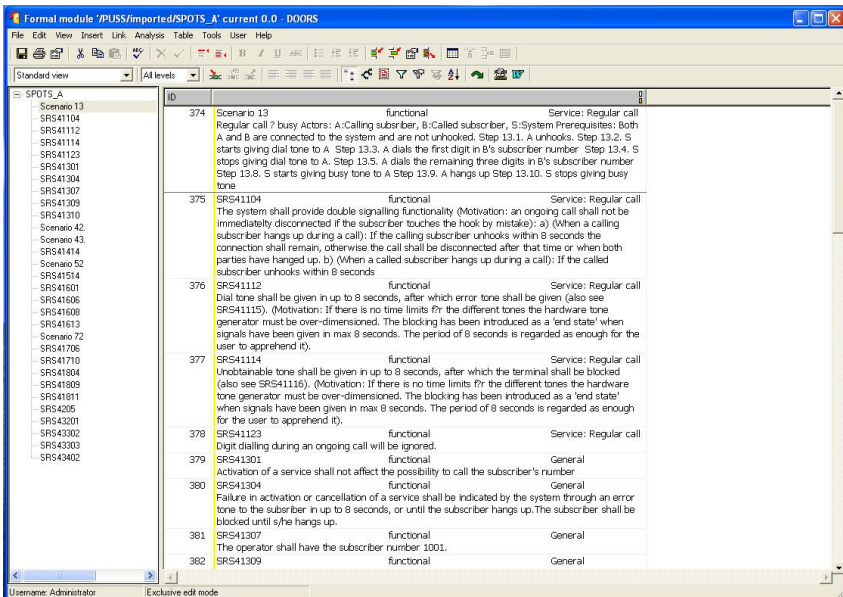 Formal module '/PUSS/imported/SPOTS_A' current 0.0 - DOORS
File Edit View Insert Link Analysis Table Tools User Help
Standard view All levels
SPOTS_A
Scenario 13
SRS41104
SRS41112
SRS41114
SRS41123
SRS41301
SRS41304
SRS41307
SRS41309
SRS41310
Scenario 42.
Scenario 43.
SRS41414
Scenario 52
SRS41514
SRS41601
SRS41606
SRS41608
SRS41613
Scenario 72
SRS41706
SRS41710
SRS41804
SRS41809
SRS41811
SRS4205
SRS43201
SRS43302
SRS43303
SRS43402
ID
374 Scenario 13 functional Service: Regular call
Regular call ? busy Actors: A:Calling subsriber, B:Called subscriber, S:System Prerequisites: Both
A and B are connected to the system and are not unhooked. Step 13.1. A unhooks. Step 13.2. S
starts giving dial tone to A Step 13.3. A dials the first digit in B's subscriber number Step 13.4. S
stops giving dial tone to A. Step 13.5. A dials the remaining three digits in B's subscriber number
Step 13.8. S starts giving busy tone to A Step 13.9. A hangs up Step 13.10. S stops giving busy
tone
375 SRS41104 functional Service: Regular call
The system shall provide double signalling functionality (Motivation: an ongoing call shall not be
immediatelty disconnected if the subscriber touches the hook by mistake): a) (When a calling
subscriber hangs up during a call): If the calling subscriber unhooks within 8 seconds the
connection shall remain, otherwise the call shall be disconnected after that time or when both
parties have hanged up. b) (When a called subscriber hangs up during a call): If the called
subscriber unhooks within 8 seconds
376 SRS41112 functional Service: Regular call
Dial tone shall be given in up to 8 seconds, after which error tone shall be given (also see
SRS41115). (Motivation: If there is no time limits f?r the different tones the hardware tone
generator must be over-dimensioned. The blocking has been introduced as a 'end state' when
signals have been given in max 8 seconds. The period of 8 seconds is regarded as enough for the
user to apprehend it).
377 SRS41114 functional Service: Regular call
Unobtainable tone shall be given in up to 8 seconds, after which the terminal shall be blocked
(also see SRS41116). (Motivation: If there is no time limits f?r the different tones the hardware
tone generator must be over-dimensioned. The blocking has been introduced as a 'end state'
when signals have been given in max 8 seconds. The period of 8 seconds is regarded as enough
for the user to apprehend it).
378 SRS41123 functional Service: Regular call
Digit dialling during an ongoing call will be ignored.
379 SRS41301 functional General
Activation of a service shall not affect the possibility to call the subscriber's number
380 SRS41304 functional General
Failure in activation or cancellation of a service shall be indicated by the system through an error
tone to the subsriber in up to 8 seconds, or until the subscriber hangs up.The subscriber shall be
blocked until s/he hangs up.
381 SRS41307 functional General
The operator shall have the subscriber number 1001.
382 SRS41309 functional General
Username: Administrator Exclusive edit mode